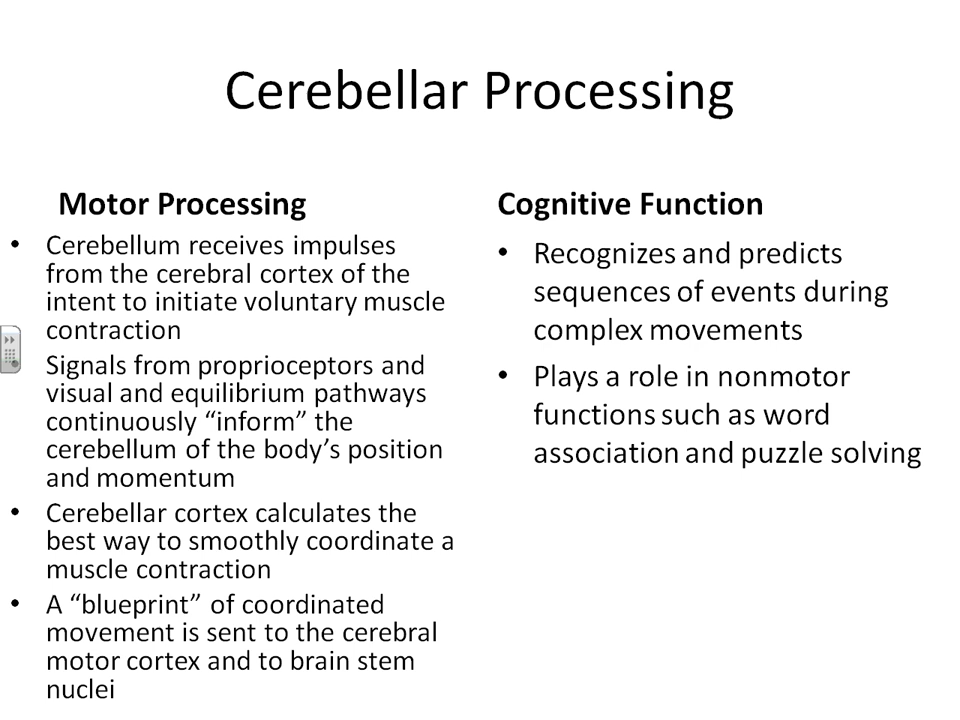 Cerebellar Processing
Motor Processing
• Cerebellum receives impulses
from the cerebral cortex of the
intent to initiate voluntary muscle
contraction
Signals from proprioceptors and
visual and equilibrium pathways
continuously “inform” the
cerebellum of the body’s position
and momentum
• Cerebellar cortex calculates the
best way to smoothly coordinate a
muscle contraction
• A “blueprint” of coordinated
movement is sent to the cerebral
motor cortex and to brain stem
nuclei
Cognitive Function
• Recognizes and predicts
sequences of events during
complex movements
• Plays a role in nonmotor
functions such as word
association and puzzle solving